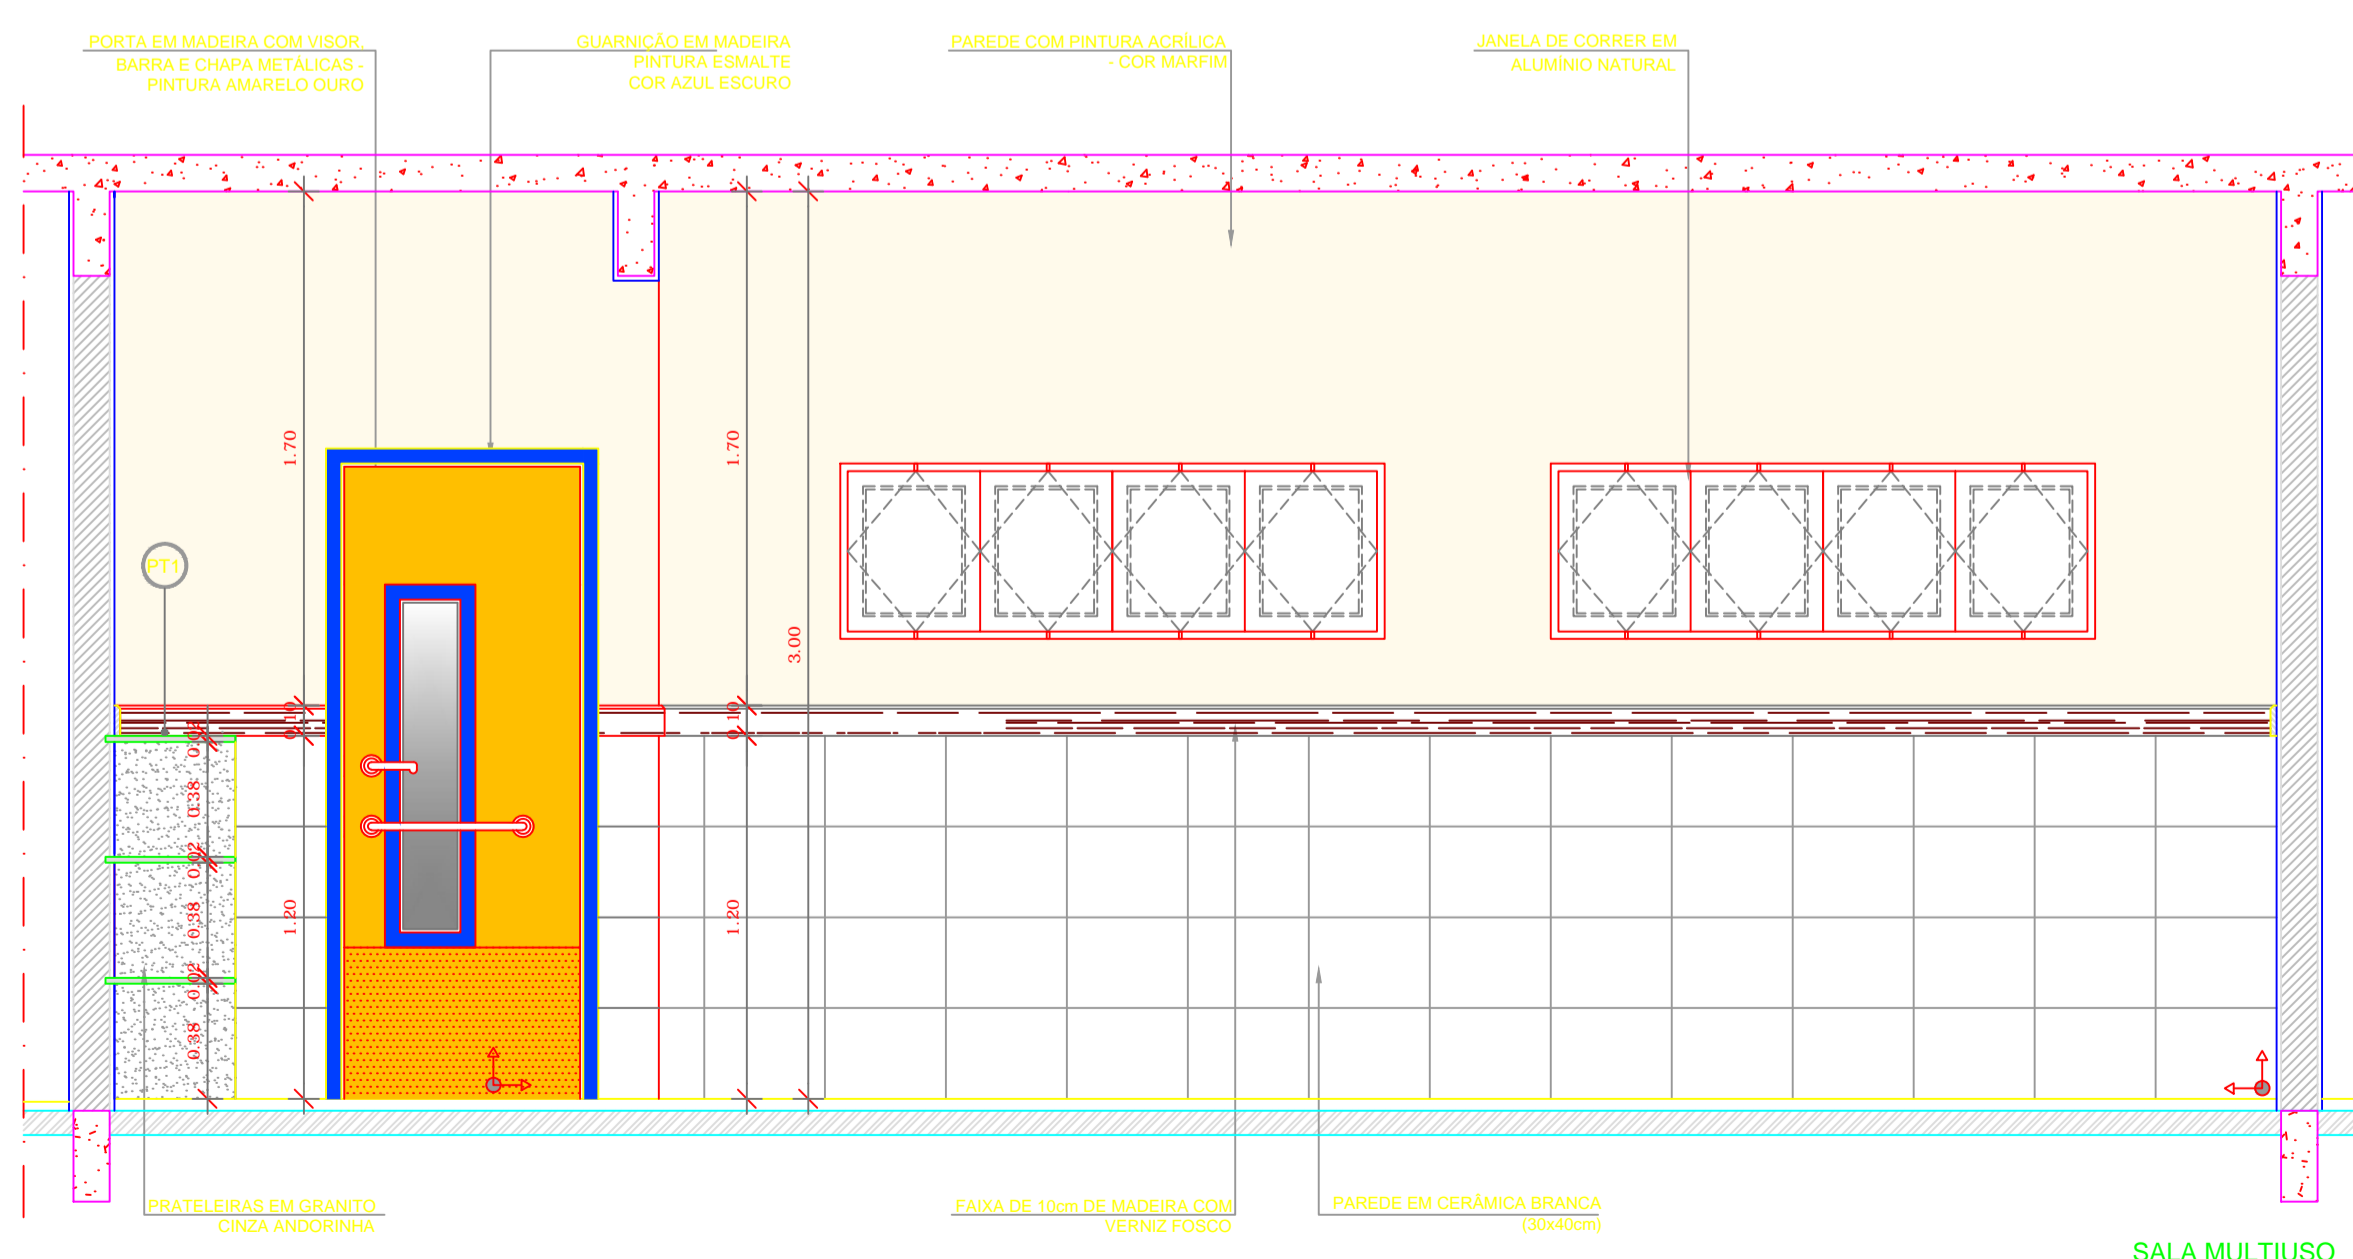 PORTA EM MADEIRA COM VISOR,
BARRA E CHAPA METÁLICAS -
PINTURA AMARELO OURO
GUARNIÇÃO EM MADEIRA
PINTURA ESMALTE
COR AZUL ESCURO
PAREDE COM PINTURA ACRÍLICA
- COR MARFIM
JANELA DE CORRER EM
ALUMÍNIO NATURAL
1.70
1.70
PT1
3.00
0.10
0.10
0.02
0.38
0.02
0.38
1.20
1.20
0.02
0.38
PRATELEIRAS EM GRANITO
CINZA ANDORINHA
FAIXA DE 10cm DE MADEIRA COM
VERNIZ FOSCO
PAREDE EM CERÂMICA BRANCA
(30x40cm)
SALA MULTIUSO